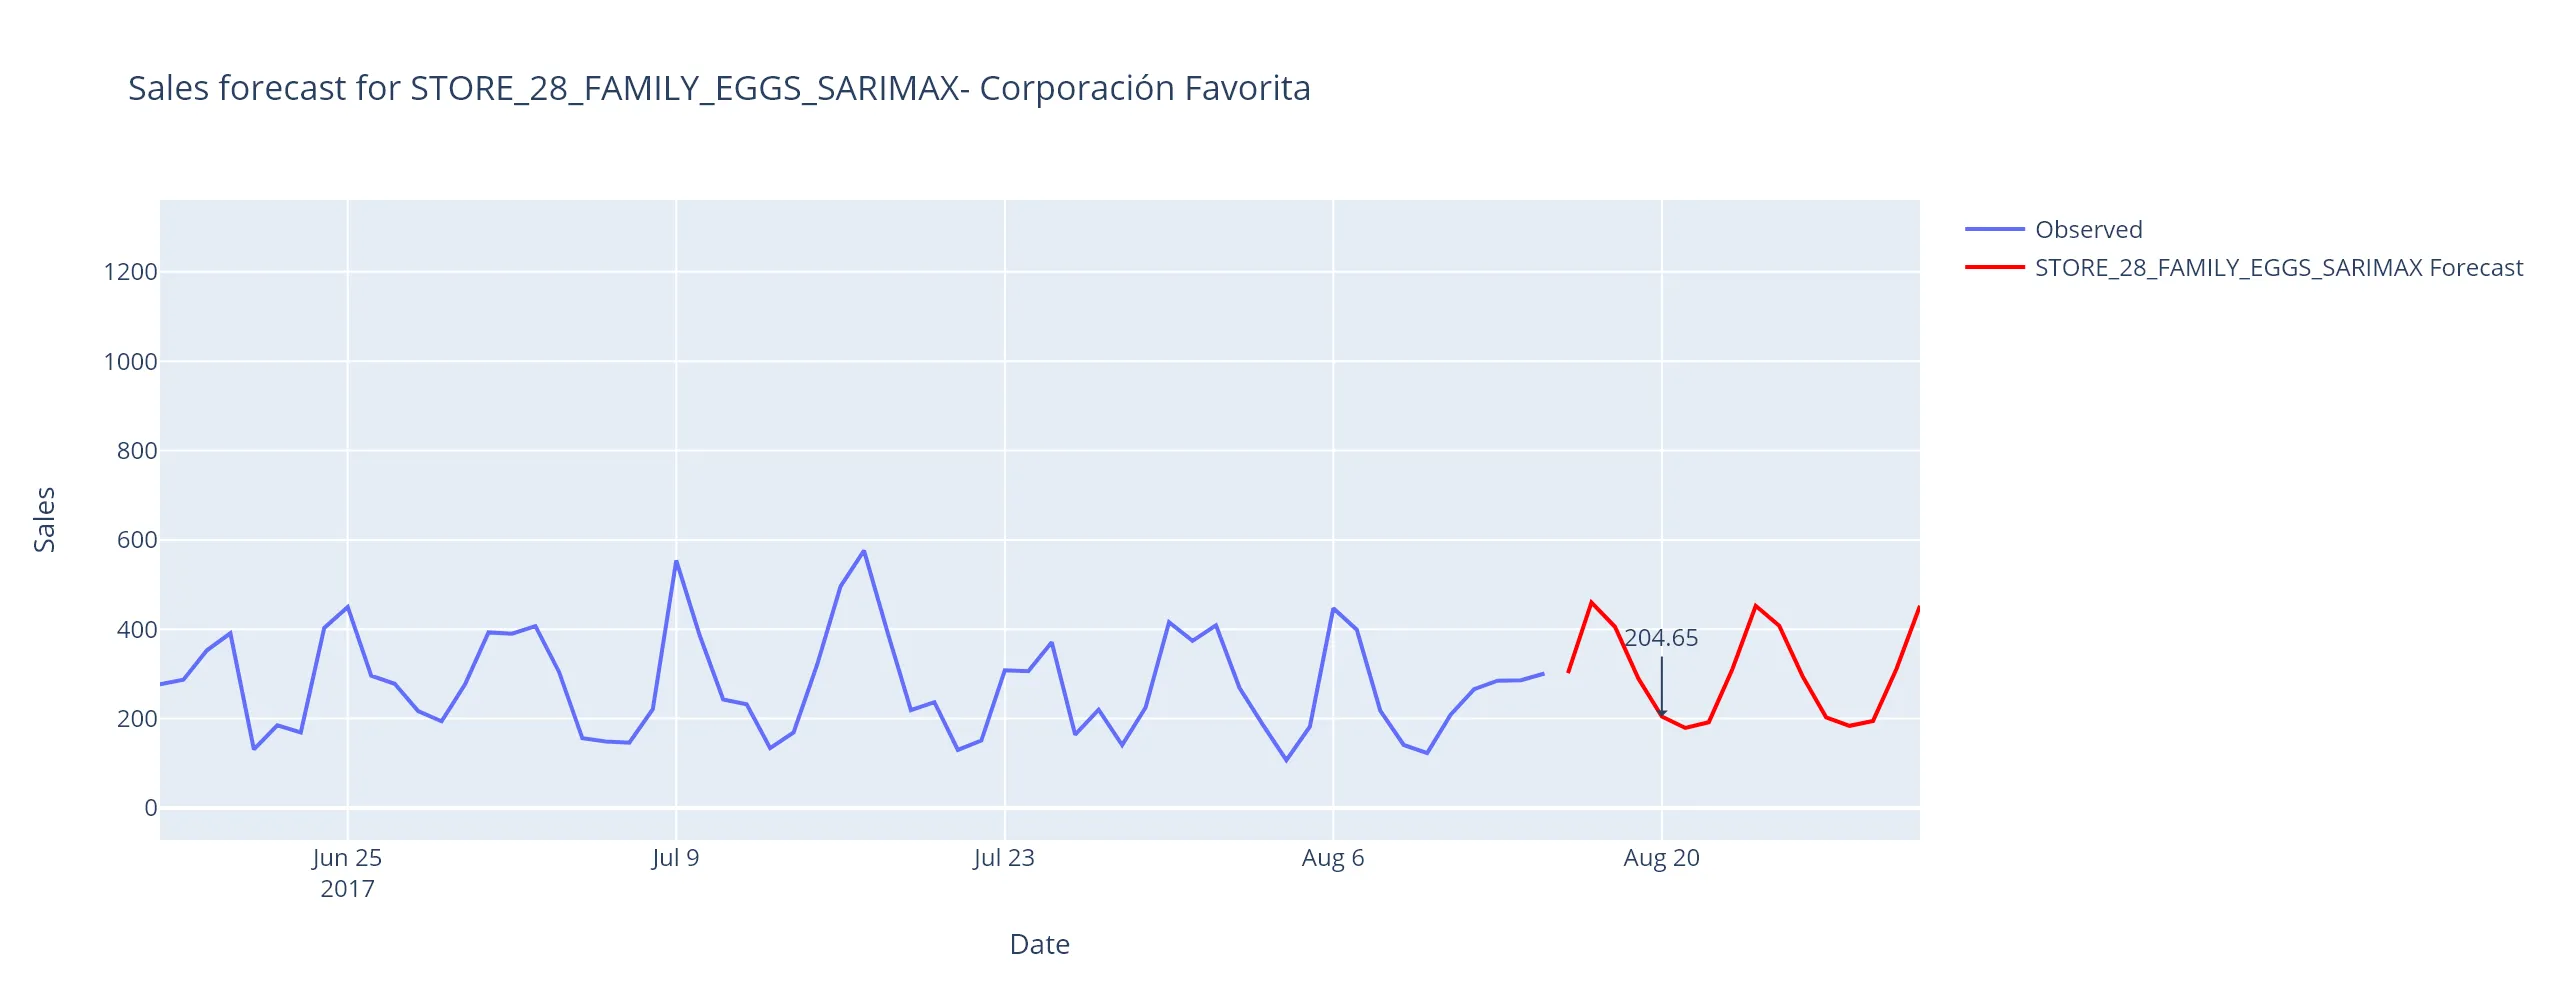 Sales forecast for STORE_28_FAMILY_EGGS_SARIMAX- Corporación Favorita
Observed
STORE_28_FAMILY_EGGS_SARIMAX Forecast
1200
1000
800
600
400
200
0
Sales
204.65
Jun 25
2017
Jul 9
Jul 23
Aug 6
Aug 20
Date